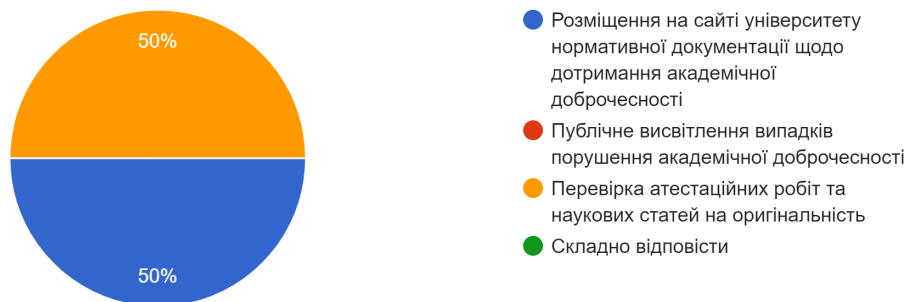 50%
50%
Розміщення на сайті університету
нормативної документації щодо
дотримання академічної
доброчесності
Публічне висвітлення випадків
порушення академічної доброчесності
Перевірка атестаційних робіт та
наукових статей на оригінальність
Складно відповісти